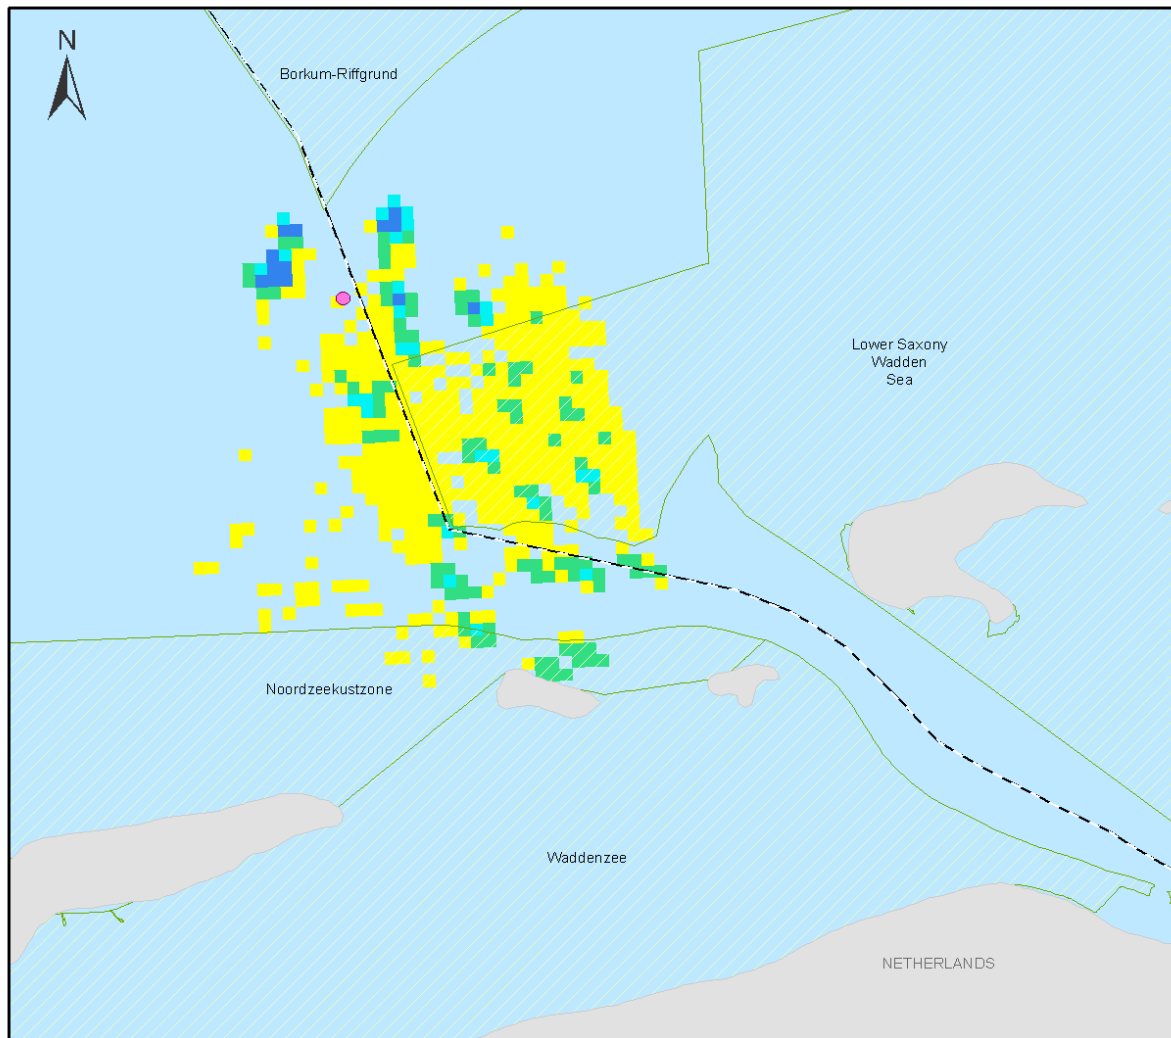 N
Borkum-Riffgrund
Lower Saxony
Wadden
Sea
Noordzeekustzone
Waddenzee
NETHERLANDS